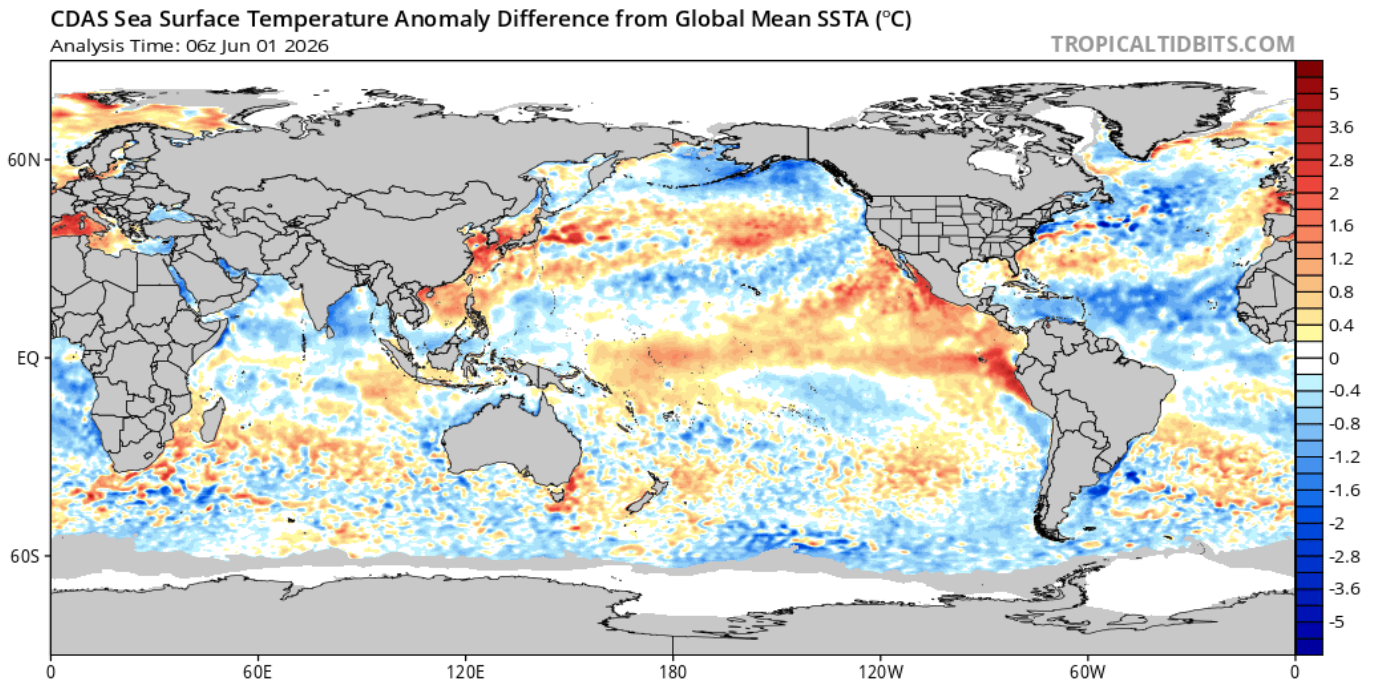 CDAS Sea Surface Temperature Anomaly Difference from Global Mean SSTA (°C)
Analysis Time: 06z Jun 01 2026
TROPICALTIDBITS.COM
60N
EQ
60S
0
60E
120E
180
120W
60W
0
5
3.6
2.8
2
1.6
1.2
0.8
0.4
0
-0.4
-0.8
-1.2
-1.6
-2
-2.8
-3.6
-5